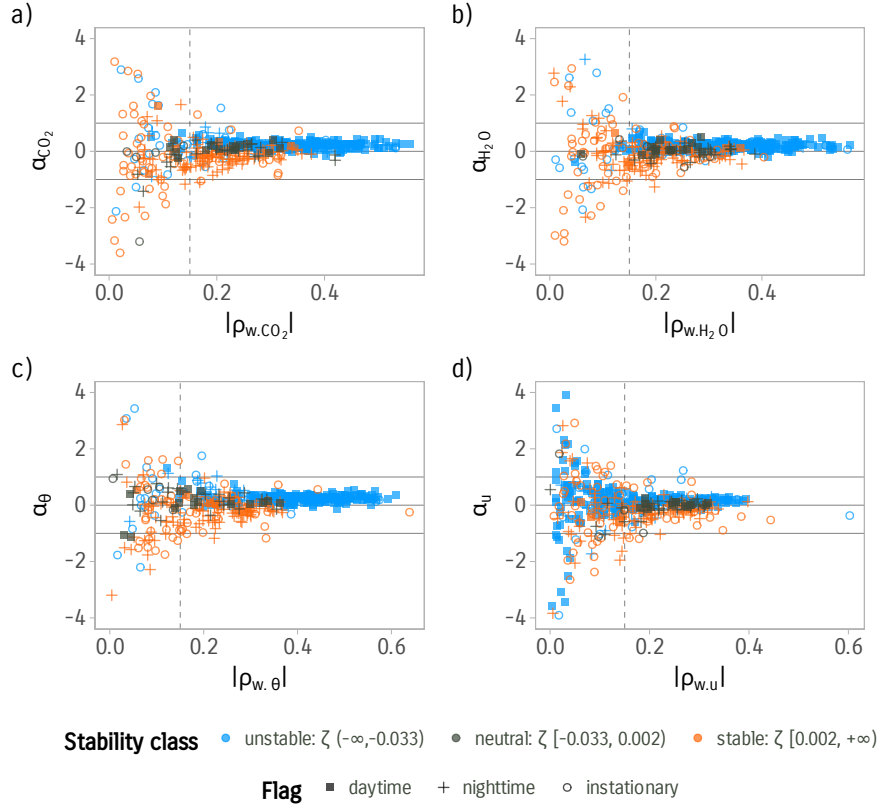 a)
4
2
0
-2
-4
α_CO₂
0.0 0.2 0.4
|ρ_w.CO₂|
b)
4
2
0
-2
-4
α_H₂O
0.0 0.2 0.4
|ρ_w.H₂O|
c)
4
2
0
-2
-4
α_θ
0.0 0.2 0.4 0.6
|ρ_w.θ|
d)
4
2
0
-2
-4
α_u
0.0 0.2 0.4 0.6
|ρ_w.u|
Stability class unstable: ζ (−∞,−0.033) neutral: ζ [-0.033, 0.002) stable: ζ [0.002, +∞)
Flag daytime nighttime instationary